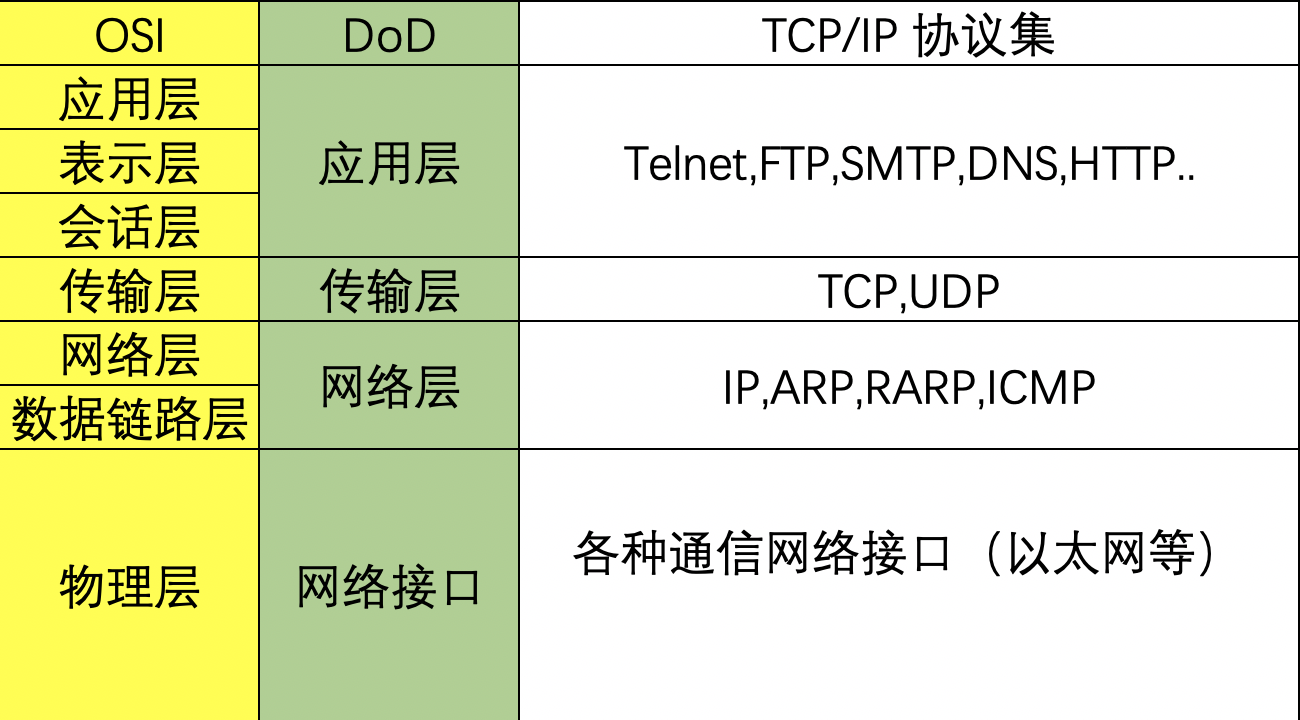 OSI
DoD
TCP/IP 协议集
应用层
表示层
会话层
应用层
Telnet,FTP,SMTP,DNS,HTTP..
传输层
传输层
TCP,UDP
网络层
数据链路层
网络层
IP,ARP,RARP,ICMP
物理层
网络接口
各种通信网络接口（以太网等）